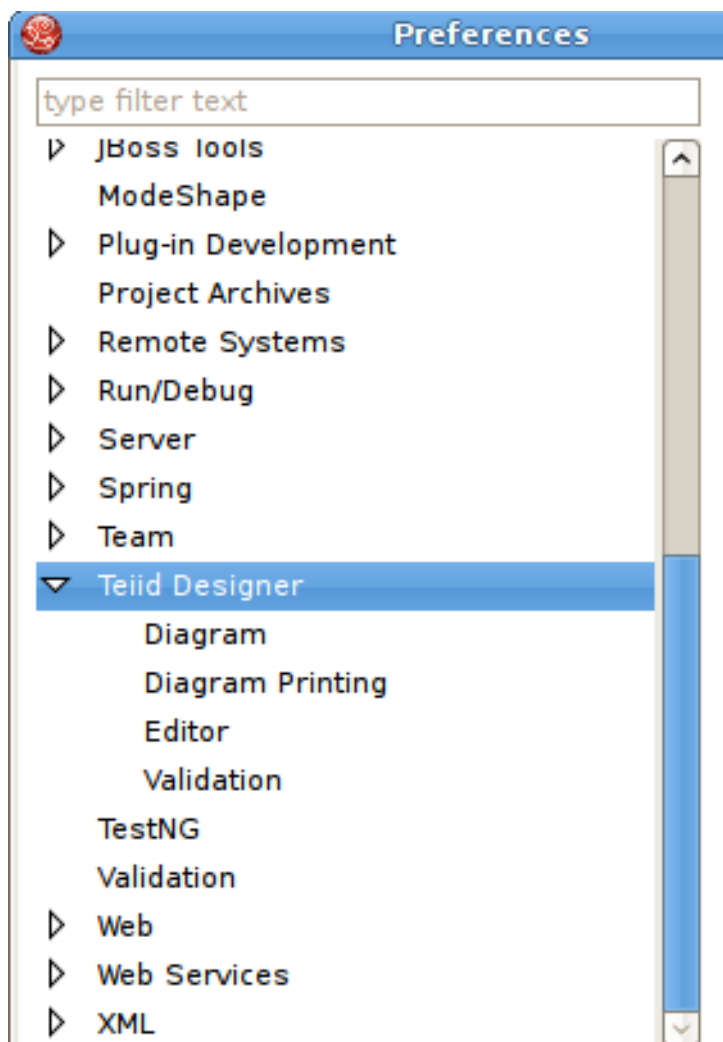 Preferences
type filter text
JBoss Tools
ModeShape
Plug-in Development
Project Archives
Remote Systems
Run/Debug
Server
Spring
Team
Teiid Designer
Diagram
Diagram Printing
Editor
Validation
TestNG
Validation
Web
Web Services
XML